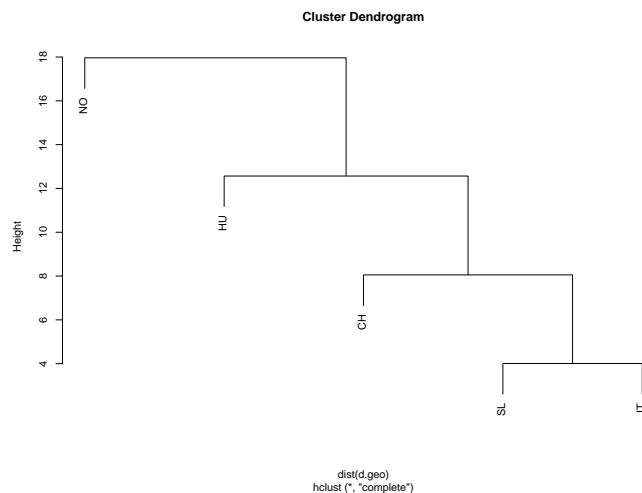 Cluster Dendrogram
18
16
14
12
10
8
6
4
Height
NO
HU
CH
SL
IT
dist(d.geo)
hclust (*, "complete")